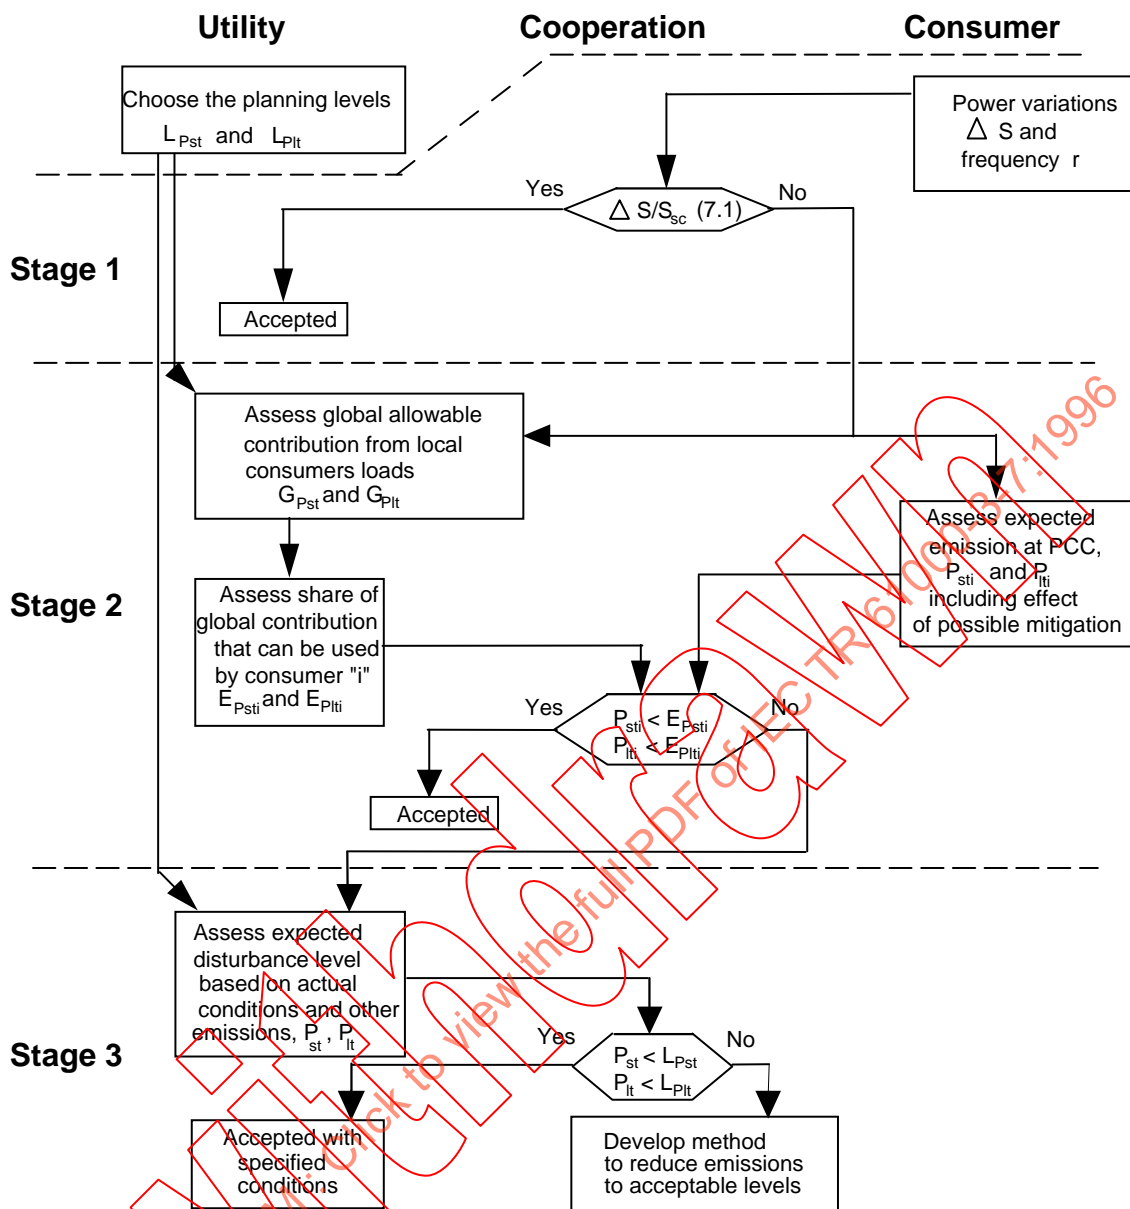 Utility
Cooperation
Consumer
Choose the planning levels
L Pst and L Plt
Power variations
Δ S and
frequency r
Yes
No
Δ S/Ssc (7.1)
Stage 1
Accepted
Assess global allowable
contribution from local
consumers loads
GPst and GPlt
Assess expected
emission at PCC,
Psti and Plti
including effect
of possible mitigation
Stage 2
Assess share of
global contribution
that can be used
by consumer "i"
EPsti and EPlti
Yes
No
Psti < EPsti
Plti < EPlti
Accepted
Assess expected
disturbance level
based on actual
conditions and other
emissions, Pst , Plt
Stage 3
Yes
No
Pst < LPst
Plt < LPlt
Accepted with
specified
conditions
Develop method
to reduce emissions
to acceptable levels
Withdrawn
M: Click to view the full PDF of IEC TR 61000-3-7:1996